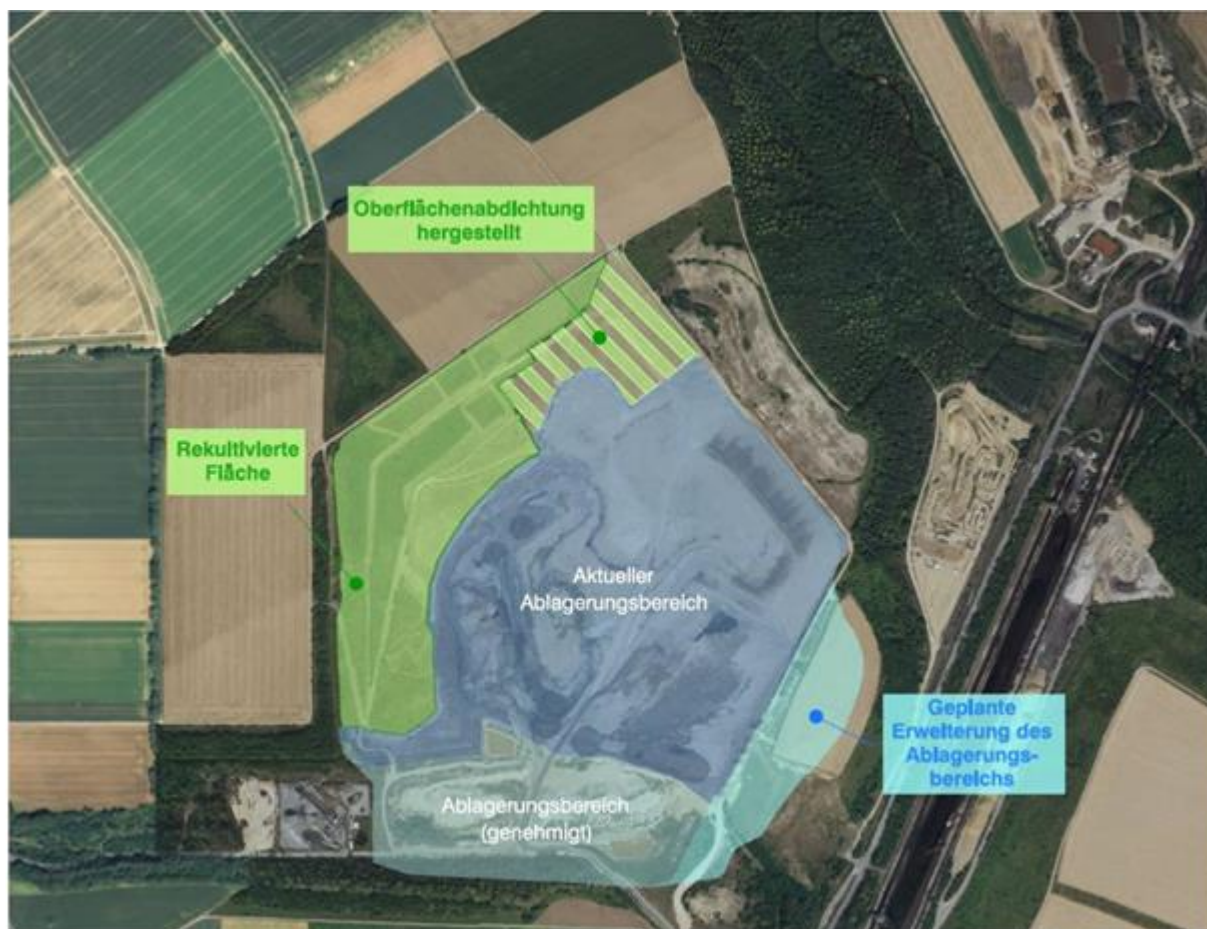 Oberflächenabdichtung
hergestellt
Rekultivierte
Fläche
Aktueller
Ablagerungsbereich
Geplante
Erweiterung des
Ablagerungs-
bereichs
Ablagerungsbereich
(genehmigt)